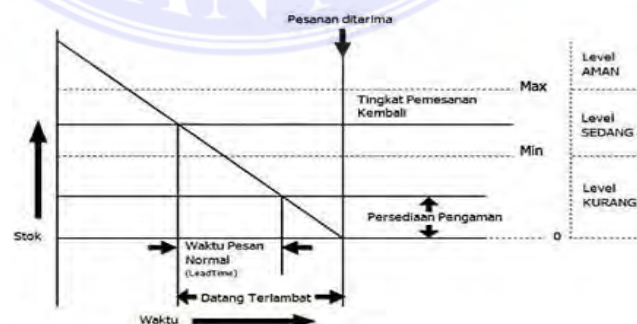 Pesanan diterima
Level
AMAN
Max
Tingkat Pemesanan
Kembali
Level
SEDANG
Min
Level
KURANG
Persediaan Pengaman
Stok
0
Waktu Pesan
Normal
(LeadTime)
Datang Terlambat
Waktu